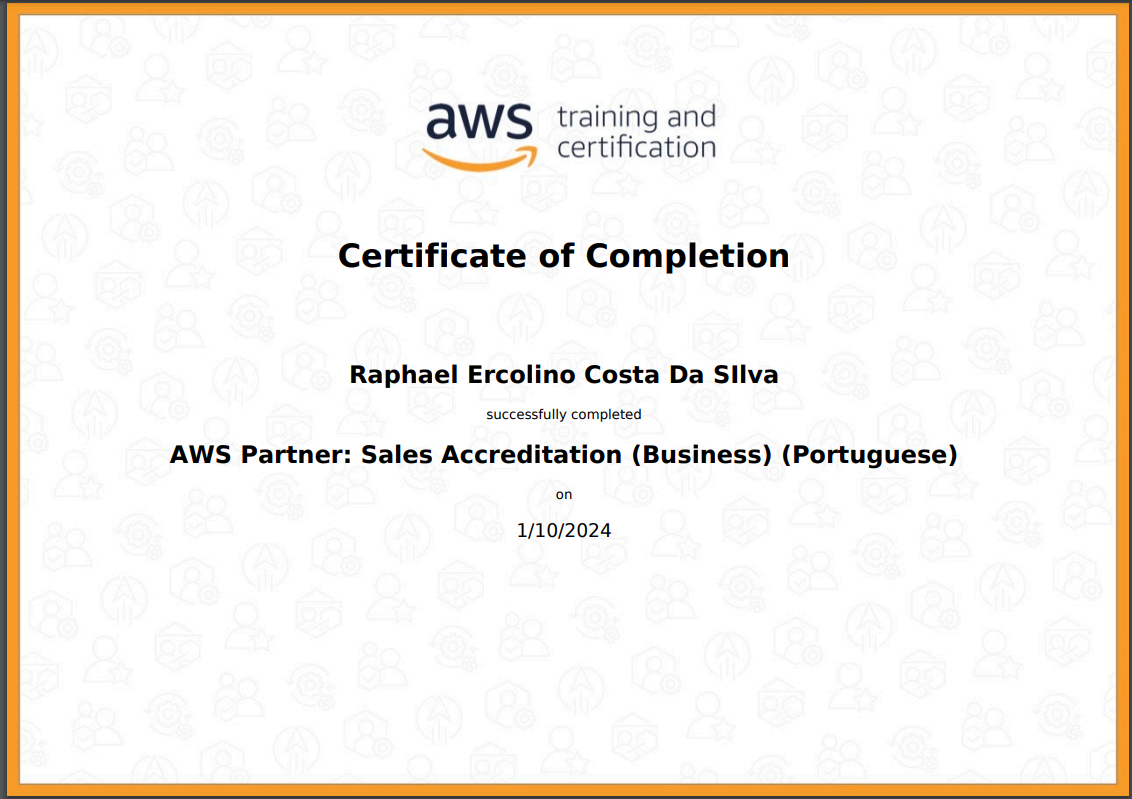 aws training and
certification
Certificate of Completion
Raphael Ercolino Costa Da SIlva
successfully completed
AWS Partner: Sales Accreditation (Business) (Portuguese)
on
1/10/2024